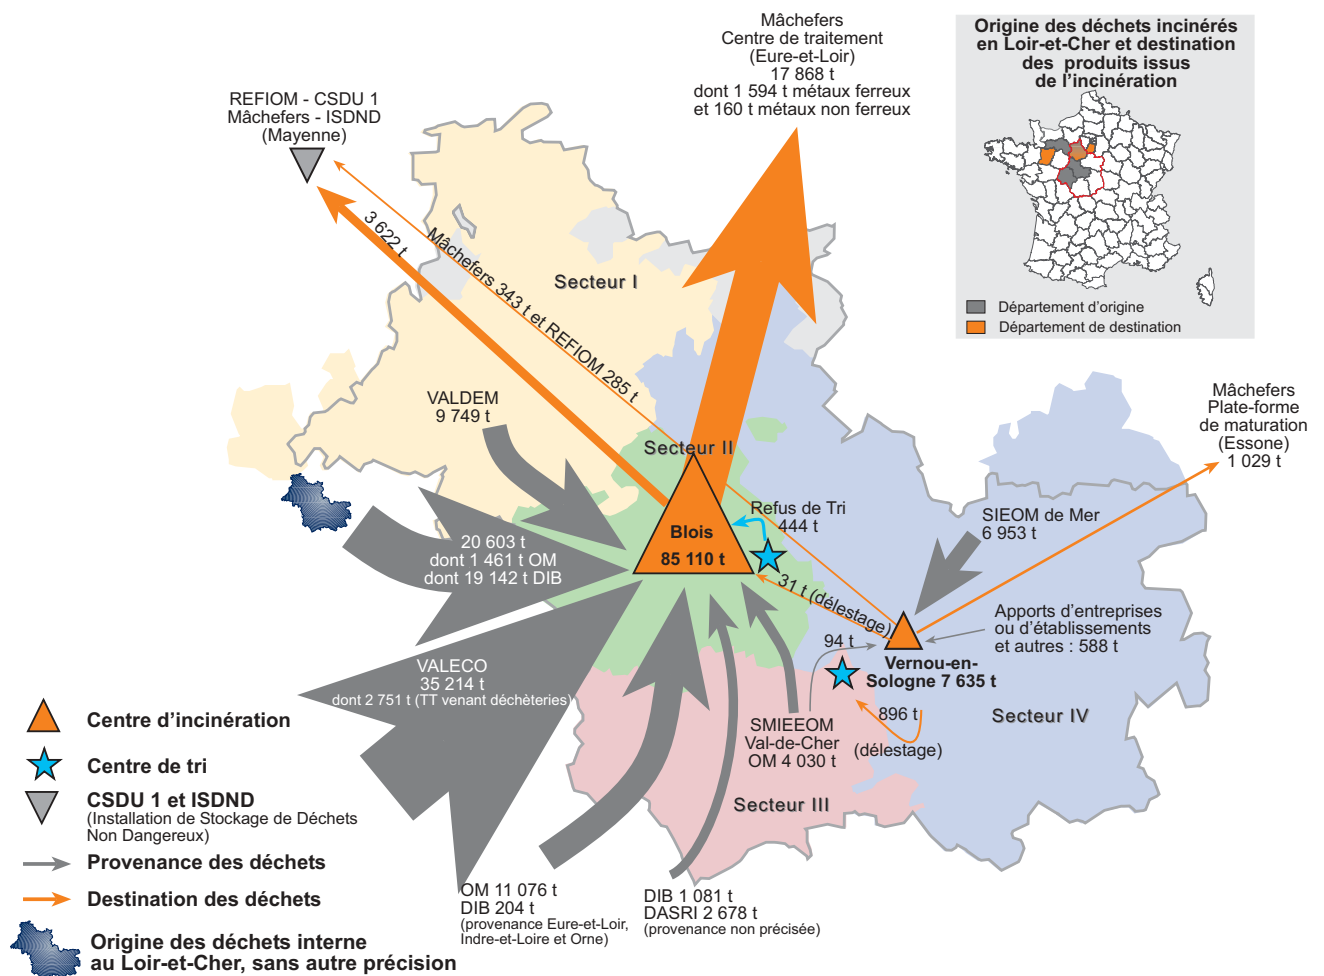 Mâchefers
Centre de traitement
(Eure-et-Loir)
17 868 t
dont 1 594 t métaux ferreux
et 160 t métaux non ferreux
Origine des déchets incinérés
en Loir-et-Cher et destination
des produits issus
de l'incinération
Département d'origine
Département de destination
REFIOM - CSDU 1
Mâchefers - ISDND
(Mayenne)
3 622 t
Mâchefers 343 t et REFIOM 285 t
Secteur I
VALDEM
9 749 t
Secteur II
Mâchefers
Plate-forme
de maturation
(Essone)
1 029 t
Refus de Tri
444 t
SIEOM de Mer
6 953 t
Blois
85 110 t
20 603 t
dont 1 461 t OM
dont 19 142 t DIB
31 t (délestage)
Apports d'entreprises
ou d'établissements
et autres : 588 t
94 t
Vernou-en-
Sologne 7 635 t
VALECO
35 214 t
dont 2 751 t (TT venant déchèteries)
896 t
(délestage)
Secteur IV
SMIEEOM
Val-de-Cher
OM 4 030 t
Secteur III
OM 11 076 t
DIB 204 t
(provenance Eure-et-Loir,
Indre-et-Loire et Orne)
DIB 1 081 t
DASRI 2 678 t
(provenance non précisée)
Centre d'incinération
Centre de tri
CSDU 1 et ISDND
(Installation de Stockage de Déchets
Non Dangereux)
Provenance des déchets
Destination des déchets
Origine des déchets interne
au Loir-et-Cher, sans autre précision